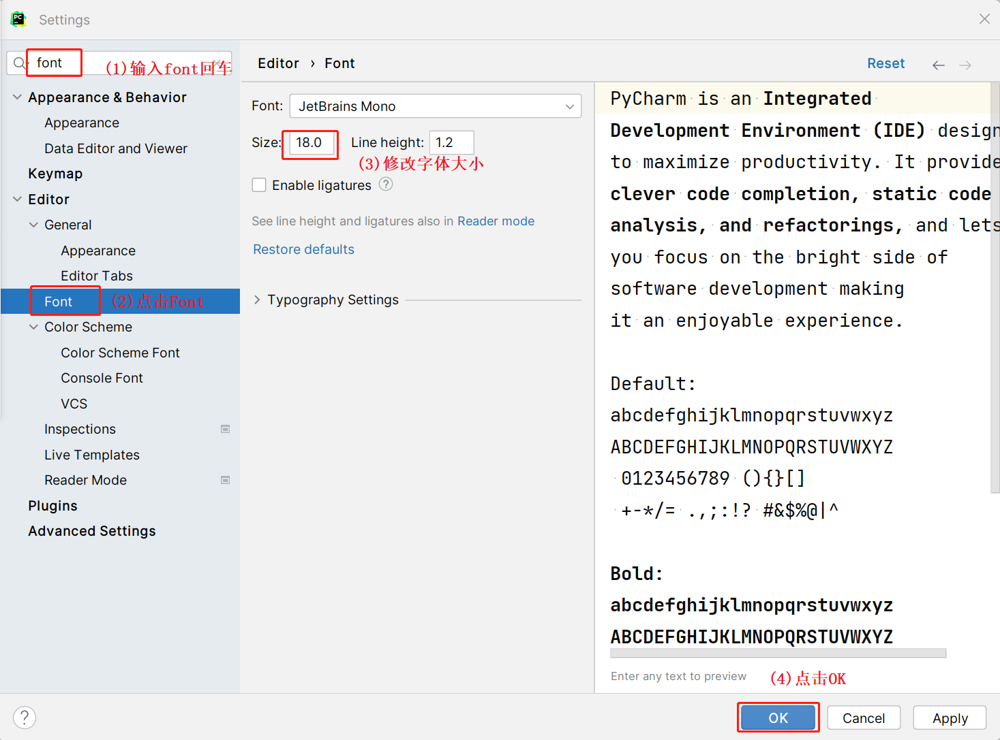 Settings
font
(1)输入font回车
Appearance & Behavior
Appearance
Data Editor and Viewer
Keymap
Editor
General
Appearance
Editor Tabs
Font
(2)点击Font
Color Scheme
Color Scheme Font
Console Font
VCS
Inspections
Live Templates
Reader Mode
Plugins
Advanced Settings
Editor › Font
Reset
Font: JetBrains Mono
Size: 18.0 Line height: 1.2
(3)修改字体大小
Enable ligatures ?
See line height and ligatures also in Reader mode
Restore defaults
Typography Settings
PyCharm is an Integrated
Development Environment (IDE) design
to maximize productivity. It provide
clever code completion, static code
analysis, and refactorings, and lets
you focus on the bright side of
software development making
it an enjoyable experience.
Default:
abcdefghijklmnopqrstuvwxyz
ABCDEFGHIJKLMNOPQRSTUVWXYZ
0123456789 (){}[]
+-*/= .,;:!? #&$%@|^
Bold:
abcdefghijklmnopqrstuvwxyz
ABCDEFGHIJKLMNOPQRSTUVWXYZ
Enter any text to preview
(4)点击OK
?
OK
Cancel
Apply